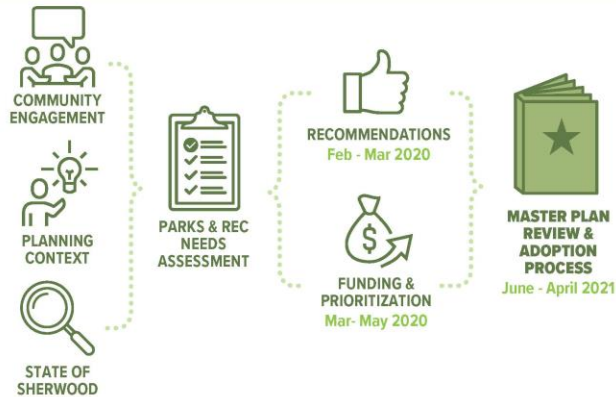 COMMUNITY
ENGAGEMENT
PLANNING
CONTEXT
STATE OF
SHERWOOD
PARKS & REC
NEEDS
ASSESSMENT
RECOMMENDATIONS
Feb - Mar 2020
$
FUNDING &
PRIORITIZATION
Mar- May 2020
MASTER PLAN
REVIEW &
ADOPTION
PROCESS
June - April 2021